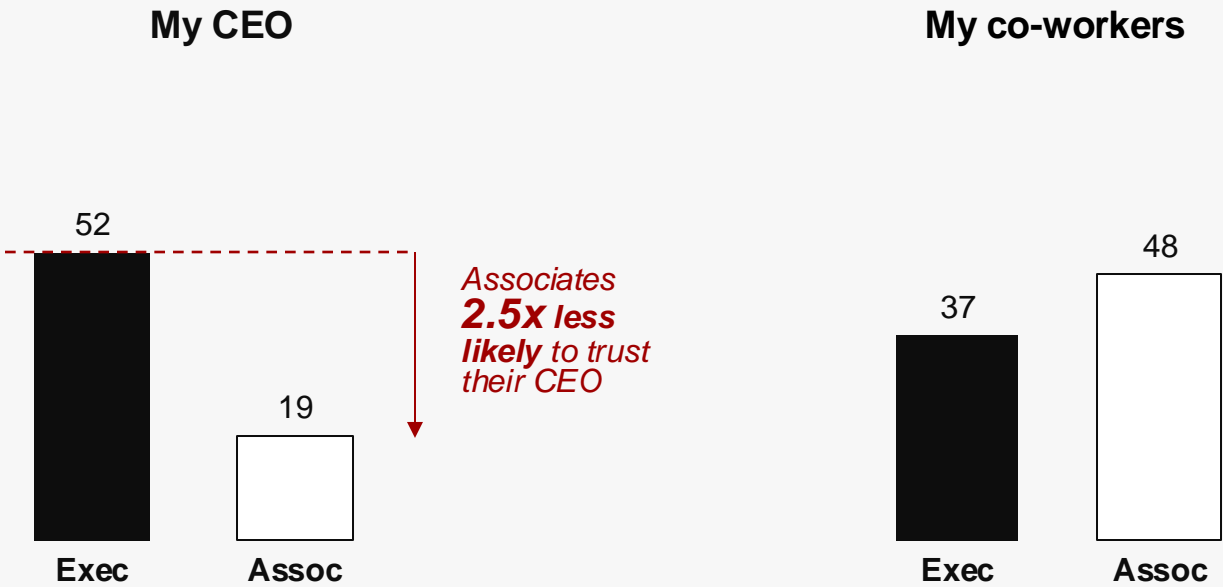 My CEO
52
19
Associates
2.5x less
likely to trust
their CEO
Exec
Assoc
My co-workers
37
48
Exec
Assoc